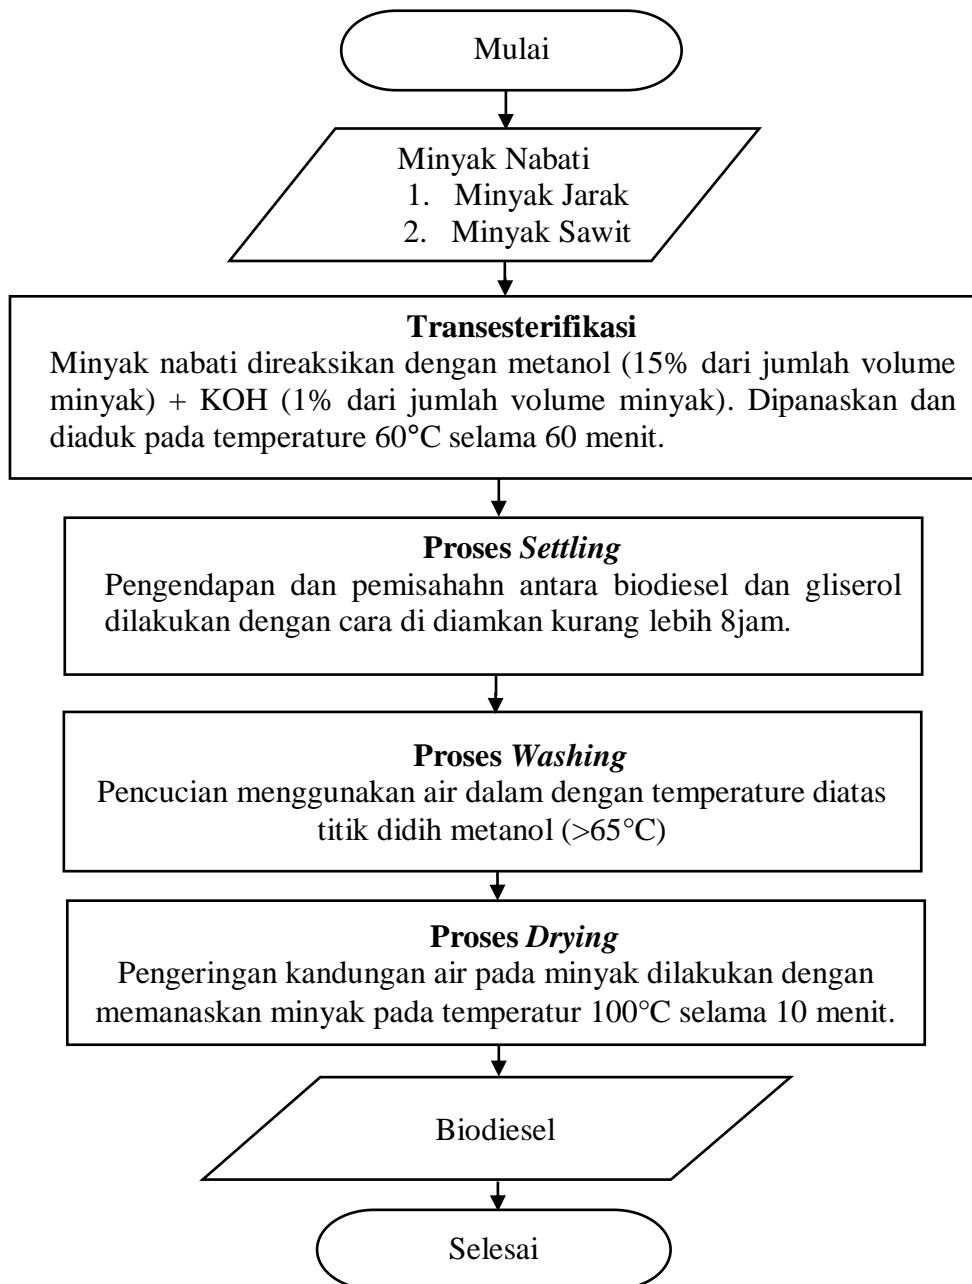 Mulai
Minyak Nabati
1. Minyak Jarak
2. Minyak Sawit
Transesterifikasi
Minyak nabati direaksikan dengan metanol (15% dari jumlah volume
minyak) + KOH (1% dari jumlah volume minyak). Dipanaskan dan
diaduk pada temperature 60°C selama 60 menit.
Proses Settling
Pengendapan dan pemisahahn antara biodiesel dan gliserol
dilakukan dengan cara di diamkan kurang lebih 8jam.
Proses Washing
Pencucian menggunakan air dalam dengan temperature diatas
titik didih metanol (>65°C)
Proses Drying
Pengeringan kandungan air pada minyak dilakukan dengan
memanaskan minyak pada temperatur 100°C selama 10 menit.
Biodiesel
Selesai